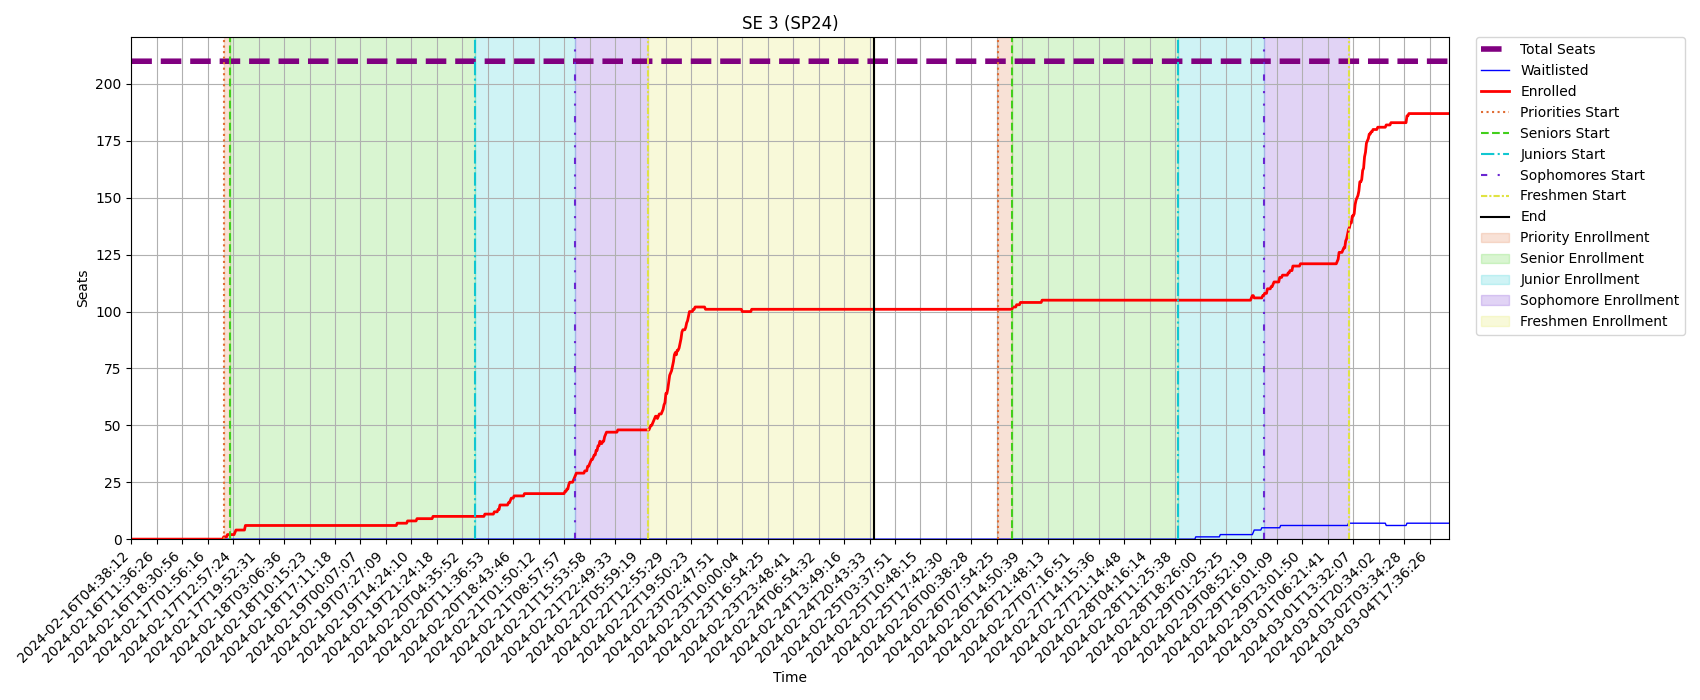 SE 3 (SP24)
Seats
200
175
150
125
100
75
50
25
0
2024-02-16T04:38:12
2024-02-16T11:36:26
2024-02-16T18:30:56
2024-02-17T01:56:16
2024-02-17T12:57:24
2024-02-17T19:52:31
2024-02-18T03:06:36
2024-02-18T10:15:23
2024-02-18T17:11:18
2024-02-19T00:07:07
2024-02-19T07:27:09
2024-02-19T14:24:10
2024-02-19T21:24:18
2024-02-20T04:35:52
2024-02-20T11:36:53
2024-02-20T18:43:46
2024-02-21T01:50:12
2024-02-21T08:57:57
2024-02-21T15:53:58
2024-02-21T22:49:33
2024-02-22T05:59:19
2024-02-22T12:55:29
2024-02-22T19:50:23
2024-02-23T02:47:51
2024-02-23T10:00:04
2024-02-23T16:54:25
2024-02-23T23:48:41
2024-02-24T06:54:32
2024-02-24T13:49:16
2024-02-24T20:43:33
2024-02-25T03:37:51
2024-02-25T10:48:15
2024-02-25T17:42:30
2024-02-26T00:38:28
2024-02-26T07:54:25
2024-02-26T14:50:39
2024-02-26T21:48:13
2024-02-27T07:16:51
2024-02-27T14:15:36
2024-02-27T21:14:48
2024-02-28T04:16:14
2024-02-28T11:25:38
2024-02-28T18:26:00
2024-02-29T01:25:25
2024-02-29T08:52:19
2024-02-29T16:01:09
2024-02-29T23:01:50
2024-03-01T06:21:41
2024-03-01T13:32:07
2024-03-01T20:34:02
2024-03-02T03:34:28
2024-03-04T17:36:26
Time
Total Seats
Waitlisted
Enrolled
Priorities Start
Seniors Start
Juniors Start
Sophomores Start
Freshmen Start
End
Priority Enrollment
Senior Enrollment
Junior Enrollment
Sophomore Enrollment
Freshmen Enrollment